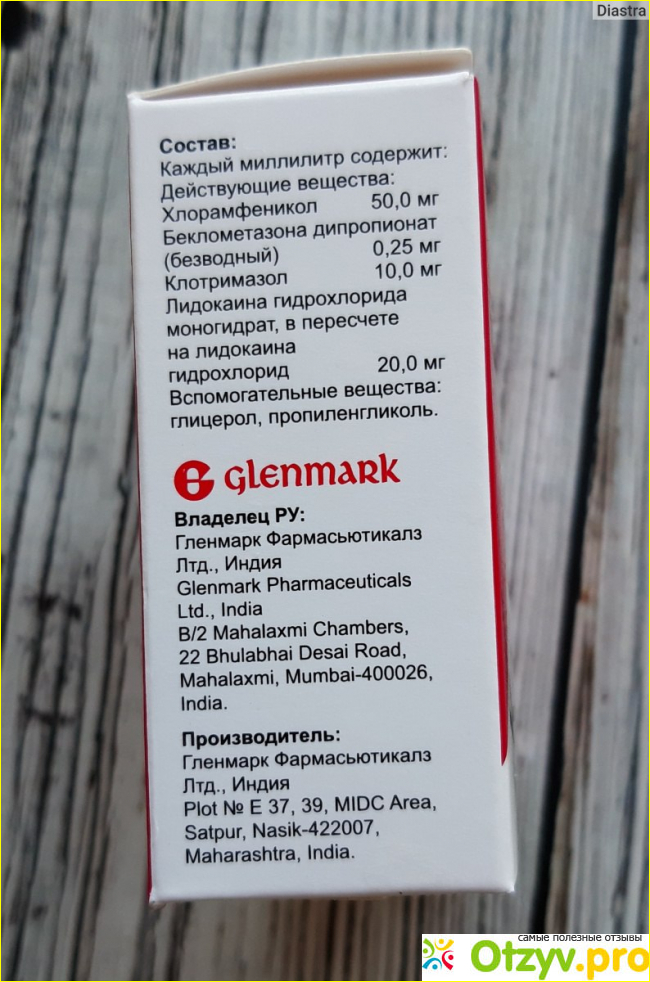 Diastra
Состав:
Каждый миллилитр содержит:
Действующие вещества:
Хлорамфеникол 50,0 мг
Беклометазона дипропионат
(безводный) 0,25 мг
Клотримазол 10,0 мг
Лидокаина гидрохлорида
моногидрат, в пересчете
на лидокаина
гидрохлорид 20,0 мг
Вспомогательные вещества:
глицерол, пропиленгликоль.
glenmark
Владелец РУ:
Гленмарк Фармасьютикалз
Лтд., Индия
Glenmark Pharmaceuticals
Ltd., India
B/2 Mahalaxmi Chambers,
22 Bhulabhai Desai Road,
Mahalaxmi, Mumbai-400026,
India.
Производитель:
Гленмарк Фармасьютикалз
Лтд., Индия
Plot № E 37, 39, MIDC Area,
Satpur, Nasik-422007,
Maharashtra, India.
самые полезные отзывы
Otzyv.pro